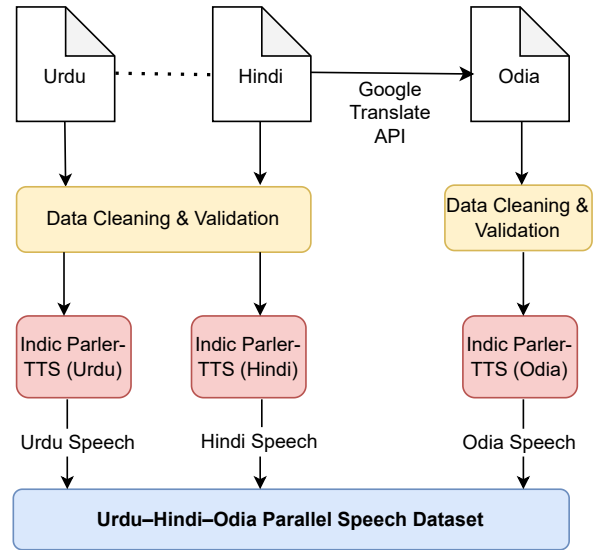 Urdu
Hindi
Odia
Google
Translate
API
Data Cleaning & Validation
Data Cleaning &
Validation
Indic Parler-
TTS (Urdu)
Indic Parler-
TTS (Hindi)
Indic Parler-
TTS (Odia)
Urdu Speech
Hindi Speech
Odia Speech
Urdu–Hindi–Odia Parallel Speech Dataset